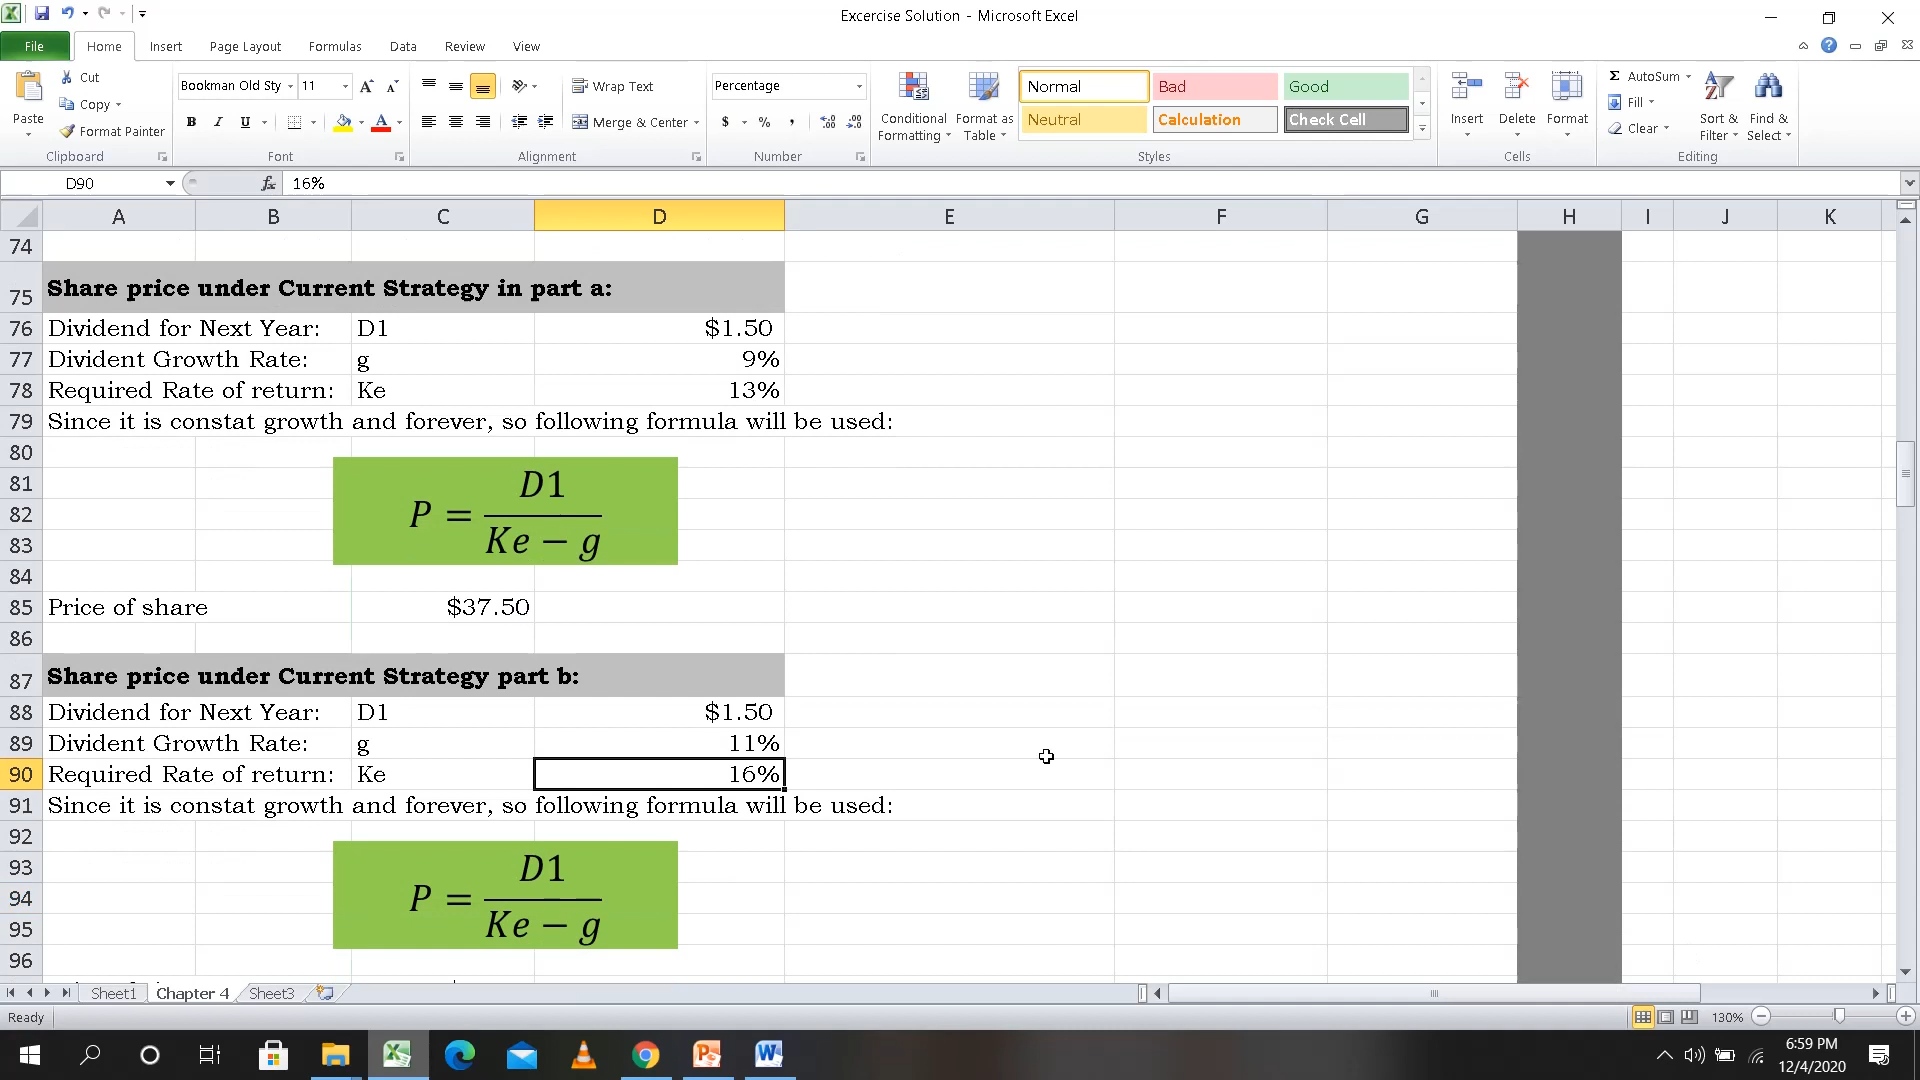 Excercise Solution - Microsoft Excel
File Home Insert Page Layout Formulas Data Review View
Paste Cut Copy Format Painter Clipboard
Bookman Old Sty 11 B I U Font
Wrap Text Merge & Center Alignment
Percentage $ % , Number
Conditional Formatting Format as Table Normal Bad Good Neutral Calculation Check Cell Styles
Insert Delete Format Cells
Σ AutoSum Fill Clear Sort & Filter Find & Select Editing
D90 fx 16%
A B C D E F G H I J K
74
75 Share price under Current Strategy in part a:
76 Dividend for Next Year: D1 $1.50
77 Divident Growth Rate: g 9%
78 Required Rate of return: Ke 13%
79 Since it is constat growth and forever, so following formula will be used:
80
81 D1
82 P =
83 Ke − g
84
85 Price of share $37.50
86
87 Share price under Current Strategy part b:
88 Dividend for Next Year: D1 $1.50
89 Divident Growth Rate: g 11%
90 Required Rate of return: Ke 16%
91 Since it is constat growth and forever, so following formula will be used:
92
93 D1
94 P =
95 Ke − g
96
Sheet1 Chapter 4 Sheet3
Ready 130%
6:59 PM
12/4/2020